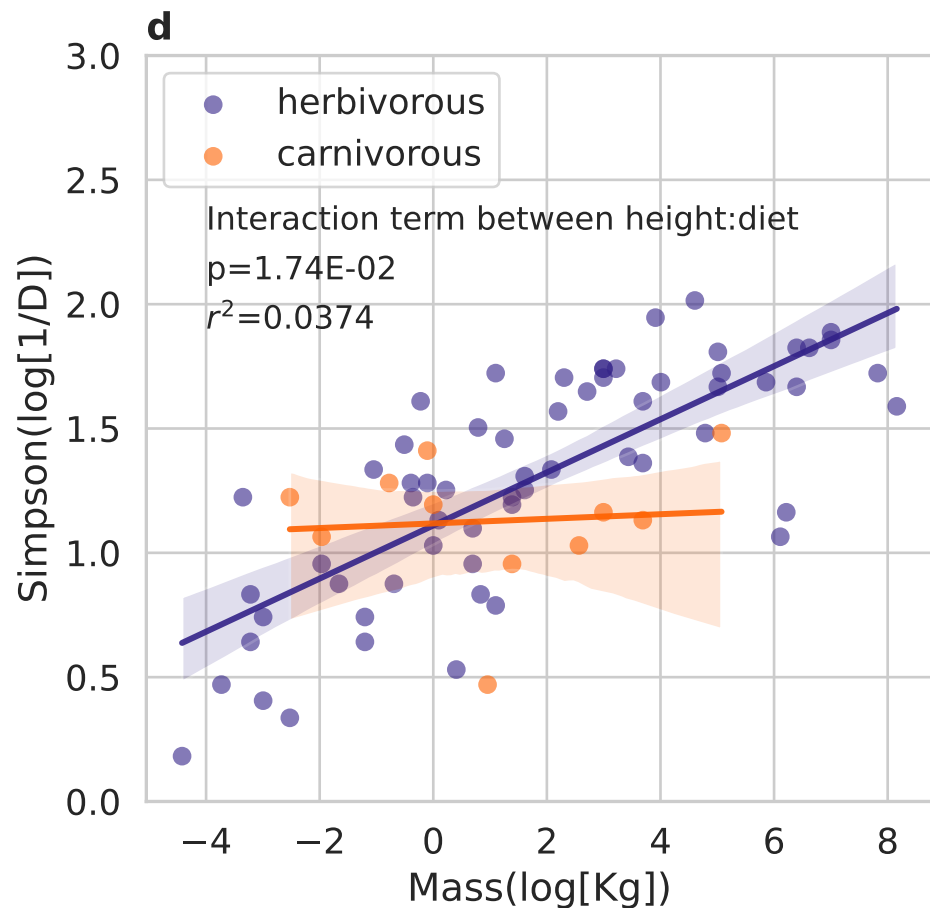 d
3.0
2.5
2.0
1.5
1.0
0.5
0.0
Simpson(log[1/D])
herbivorous
carnivorous
Interaction term between height:diet
p=1.74E-02
r²=0.0374
−4 −2 0 2 4 6 8
Mass(log[Kg])